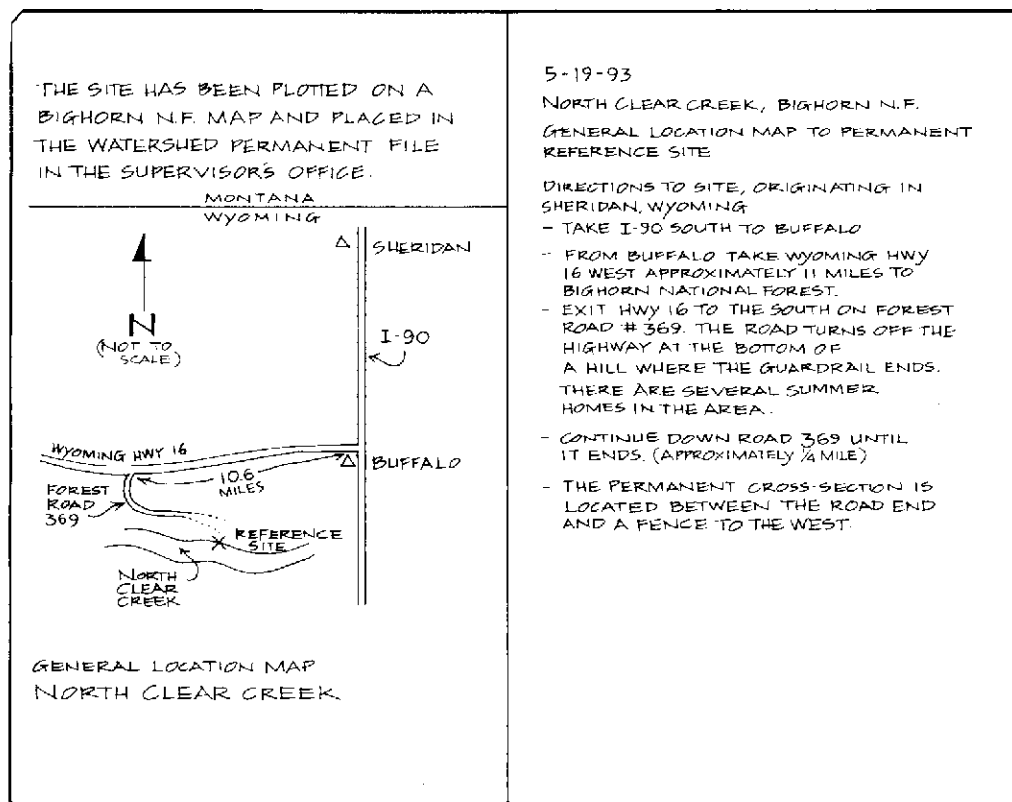 THE SITE HAS BEEN PLOTTED ON A
BIGHORN N.F. MAP AND PLACED IN
THE WATERSHED PERMANENT FILE
IN THE SUPERVISOR'S OFFICE.
MONTANA
WYOMING
SHERIDAN
N
(NOT TO
SCALE)
I-90
WYOMING HWY 16
BUFFALO
10.6
MILES
FOREST
ROAD
369
REFERENCE
SITE
NORTH
CLEAR
CREEK
GENERAL LOCATION MAP
NORTH CLEAR CREEK
5-19-93
NORTH CLEAR CREEK, BIGHORN N.F.
GENERAL LOCATION MAP TO PERMANENT
REFERENCE SITE
DIRECTIONS TO SITE, ORIGINATING IN
SHERIDAN, WYOMING
- TAKE I-90 SOUTH TO BUFFALO
- FROM BUFFALO TAKE WYOMING HWY
16 WEST APPROXIMATELY 11 MILES TO
BIGHORN NATIONAL FOREST.
- EXIT HWY 16 TO THE SOUTH ON FOREST
ROAD # 369. THE ROAD TURNS OFF THE
HIGHWAY AT THE BOTTOM OF
A HILL WHERE THE GUARDRAIL ENDS.
THERE ARE SEVERAL SUMMER
HOMES IN THE AREA.
- CONTINUE DOWN ROAD 369 UNTIL
IT ENDS. (APPROXIMATELY 1/4 MILE)
- THE PERMANENT CROSS-SECTION IS
LOCATED BETWEEN THE ROAD END
AND A FENCE TO THE WEST.